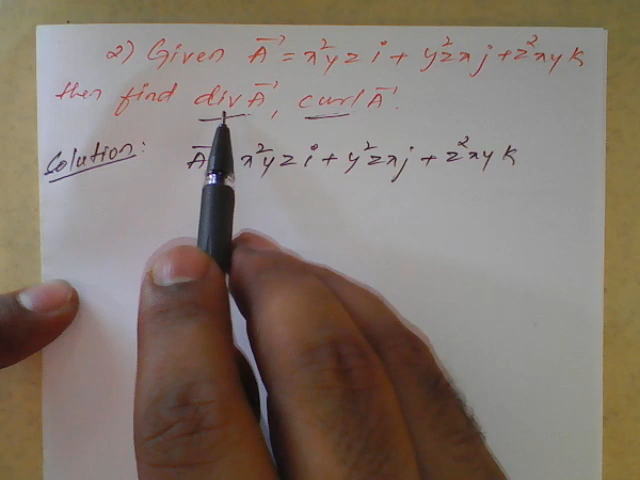 2) Given A⃗ = x²yz i + y²zx j + z²xy k
then find div A⃗, curl A⃗.
Solution: A⃗ x²yz i + y²zx j + z²xy k